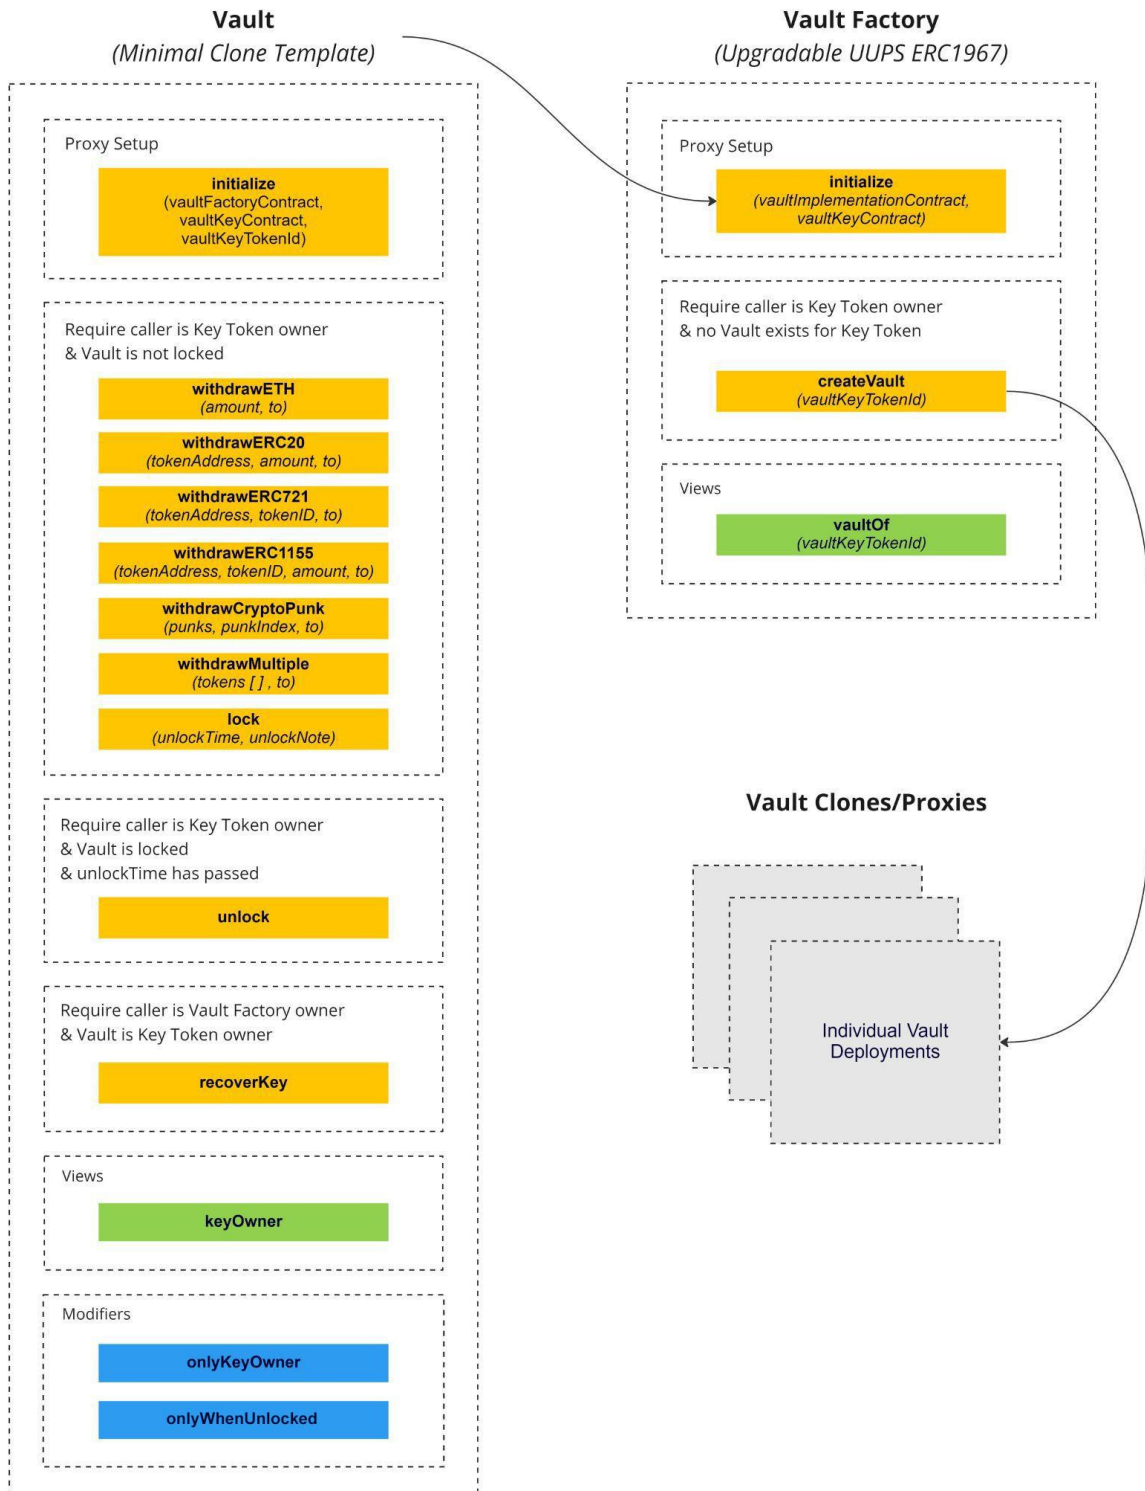 Vault
(Minimal Clone Template)
Proxy Setup
initialize
(vaultFactoryContract,
vaultKeyContract,
vaultKeyTokenId)
Require caller is Key Token owner
& Vault is not locked
withdrawETH
(amount, to)
withdrawERC20
(tokenAddress, amount, to)
withdrawERC721
(tokenAddress, tokenID, to)
withdrawERC1155
(tokenAddress, tokenID, amount, to)
withdrawCryptoPunk
(punks, punkIndex, to)
withdrawMultiple
(tokens [ ] , to)
lock
(unlockTime, unlockNote)
Require caller is Key Token owner
& Vault is locked
& unlockTime has passed
unlock
Require caller is Vault Factory owner
& Vault is Key Token owner
recoverKey
Views
keyOwner
Modifiers
onlyKeyOwner
onlyWhenUnlocked
Vault Factory
(Upgradable UUPS ERC1967)
Proxy Setup
initialize
(vaultImplementationContract,
vaultKeyContract)
Require caller is Key Token owner
& no Vault exists for Key Token
createVault
(vaultKeyTokenId)
Views
vaultOf
(vaultKeyTokenId)
Vault Clones/Proxies
Individual Vault
Deployments